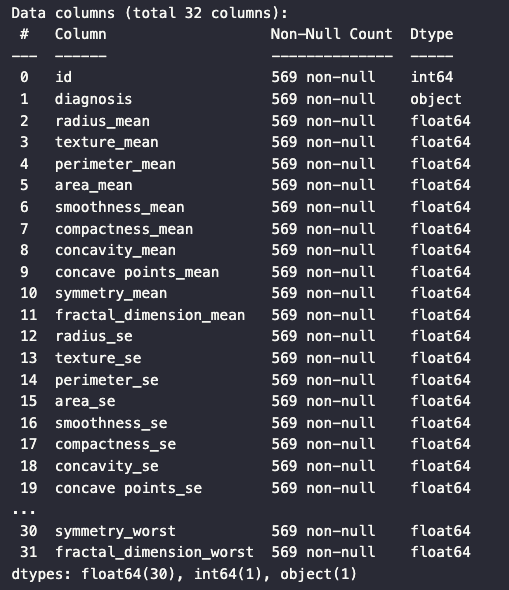 Data columns (total 32 columns):
 #   Column                   Non-Null Count  Dtype
---  ------                   --------------  -----
 0   id                       569 non-null    int64
 1   diagnosis                569 non-null    object
 2   radius_mean              569 non-null    float64
 3   texture_mean             569 non-null    float64
 4   perimeter_mean           569 non-null    float64
 5   area_mean                569 non-null    float64
 6   smoothness_mean          569 non-null    float64
 7   compactness_mean         569 non-null    float64
 8   concavity_mean           569 non-null    float64
 9   concave points_mean      569 non-null    float64
 10  symmetry_mean            569 non-null    float64
 11  fractal_dimension_mean   569 non-null    float64
 12  radius_se                569 non-null    float64
 13  texture_se               569 non-null    float64
 14  perimeter_se             569 non-null    float64
 15  area_se                  569 non-null    float64
 16  smoothness_se            569 non-null    float64
 17  compactness_se           569 non-null    float64
 18  concavity_se             569 non-null    float64
 19  concave points_se        569 non-null    float64
...
 30  symmetry_worst           569 non-null    float64
 31  fractal_dimension_worst  569 non-null    float64
dtypes: float64(30), int64(1), object(1)